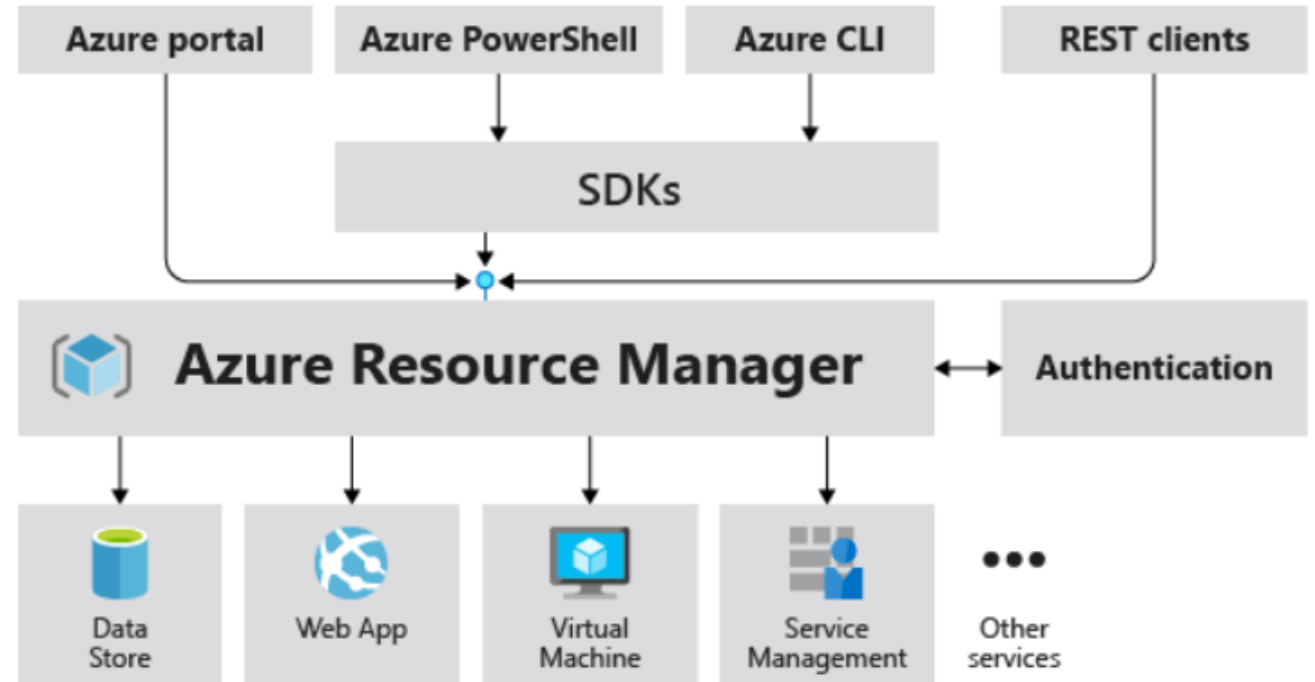 Azure portal
Azure PowerShell
Azure CLI
REST clients
SDKs
Azure Resource Manager
Authentication
Data
Store
Web App
Virtual
Machine
Service
Management
Other
services